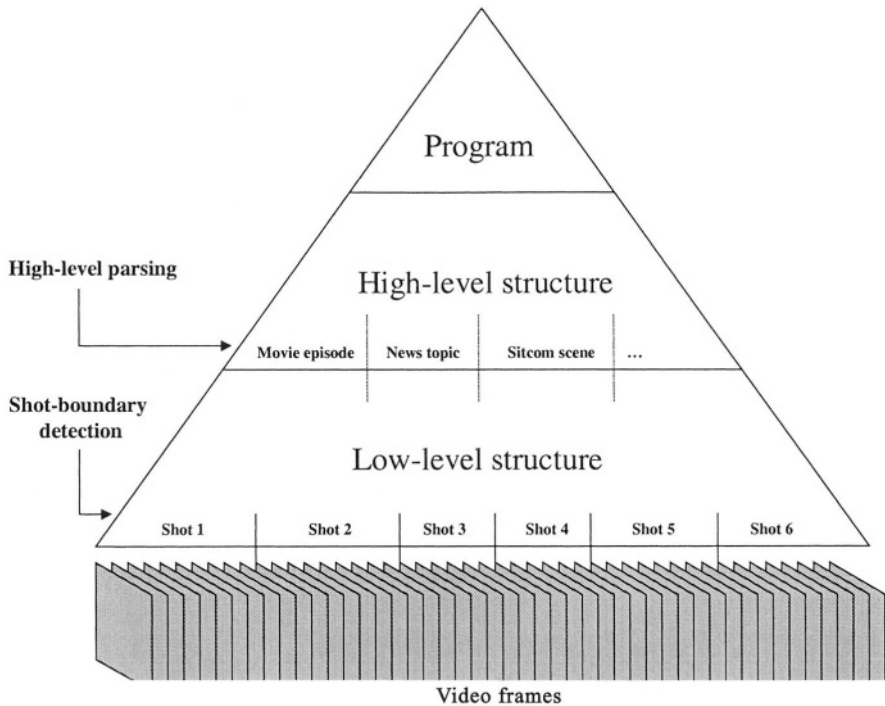 Program
High-level parsing
High-level structure
Movie episode
News topic
Sitcom scene
...
Shot-boundary
detection
Low-level structure
Shot 1
Shot 2
Shot 3
Shot 4
Shot 5
Shot 6
Video frames